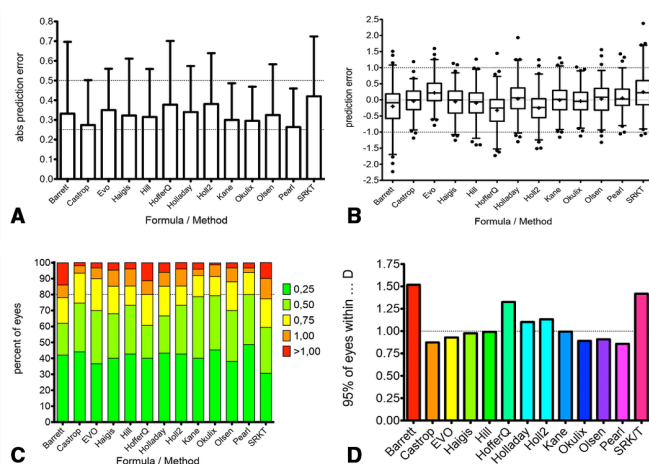 0.8
0.7
0.6
0.5
0.4
0.3
0.2
0.1
0.0
abs prediction error
Barrett
Castrop
Evo
Haigis
Hill
HofferQ
Holladay
Holl2
Kane
Okulix
Olsen
Pearl
SRKT
Formula / Method
A
2.5
2.0
1.5
1.0
0.5
0.0
-0.5
-1.0
-1.5
-2.0
-2.5
prediction error
Barrett
Castrop
Evo
Haigis
Hill
HofferQ
Holladay
Holl2
Kane
Okulix
Olsen
Pearl
SRKT
Formula / Method
B
100
90
80
70
60
50
40
30
20
10
0
percent of eyes
Barrett
Castrop
EVO
Haigis
Hill
HofferQ
Holladay
Holl2
Kane
Okulix
Olsen
Pearl
SRKT
Formula / Method
0,25
0,50
0,75
1,00
>1,00
C
1.75
1.50
1.25
1.00
0.75
0.50
0.25
0.00
95% of eyes within ... D
Barrett
Castrop
EVO
Haigis
Hill
HofferQ
Holladay
Holl2
Kane
Okulix
Olsen
Pearl
SRK/T
D